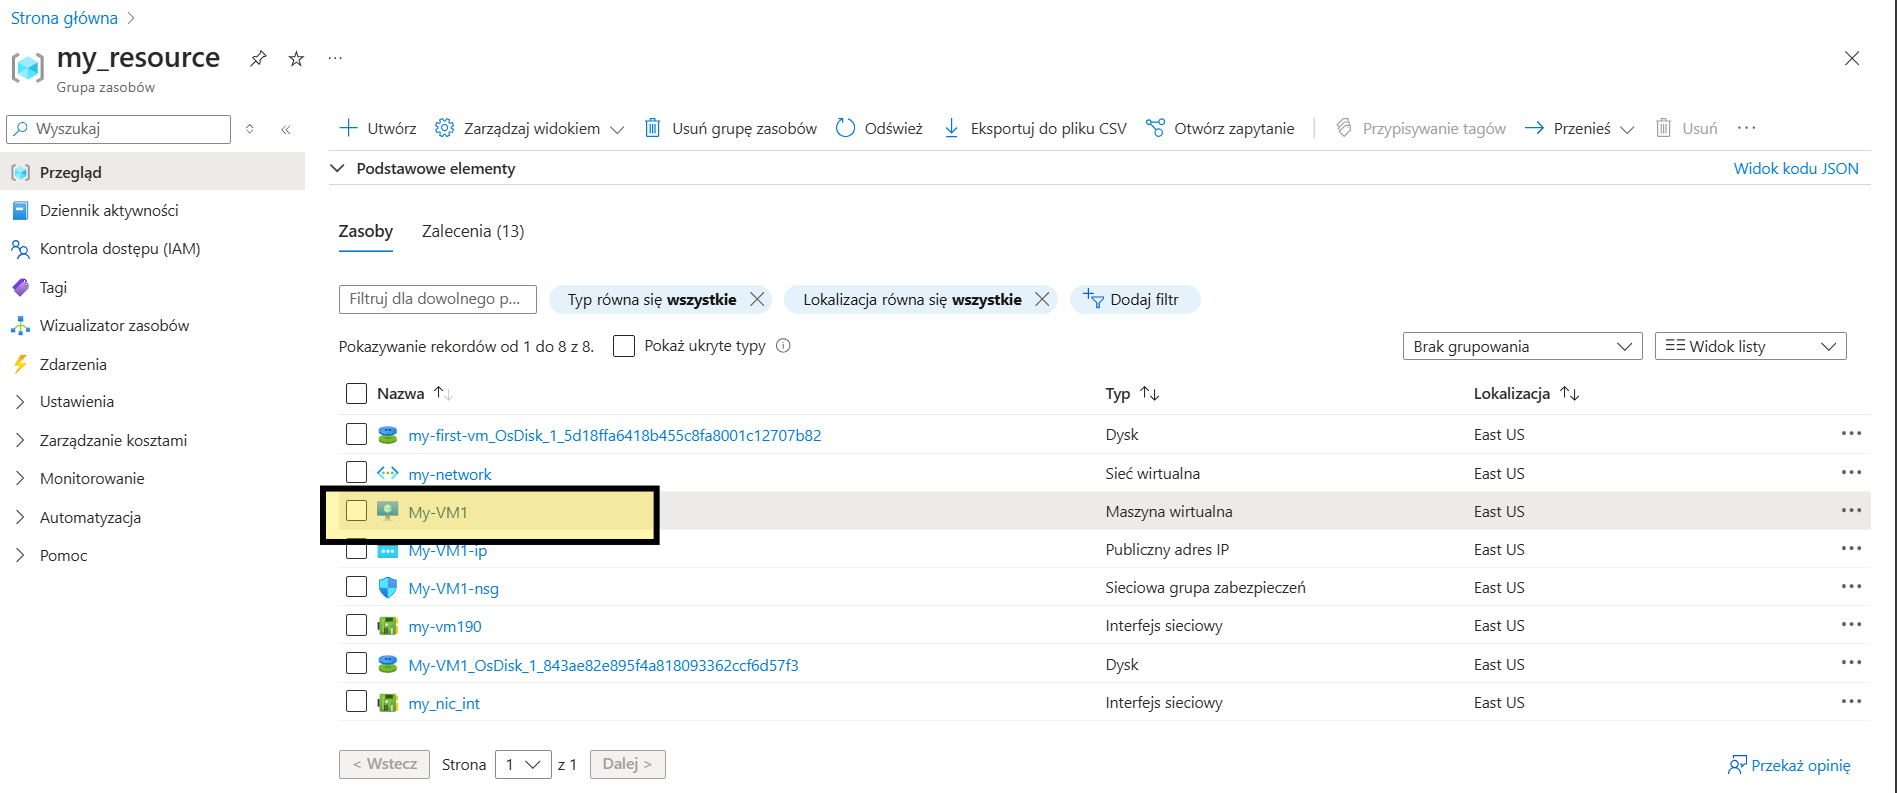 Strona główna
my_resource
Grupa zasobów
Wyszukaj
Utwórz Zarządzaj widokiem Usuń grupę zasobów Odśwież Eksportuj do pliku CSV Otwórz zapytanie Przypisywanie tagów Przenieś Usuń
Podstawowe elementy Widok kodu JSON
Przegląd
Dziennik aktywności
Kontrola dostępu (IAM)
Tagi
Wizualizator zasobów
Zdarzenia
Ustawienia
Zarządzanie kosztami
Monitorowanie
Automatyzacja
Pomoc
Zasoby Zalecenia (13)
Filtruj dla dowolnego p... Typ równa się wszystkie Lokalizacja równa się wszystkie Dodaj filtr
Pokazywanie rekordów od 1 do 8 z 8. Pokaż ukryte typy Brak grupowania Widok listy
Nazwa Typ Lokalizacja
my-first-vm_OsDisk_1_5d18ffa6418b455c8fa8001c12707b82 Dysk East US
my-network Sieć wirtualna East US
My-VM1 Maszyna wirtualna East US
My-VM1-ip Publiczny adres IP East US
My-VM1-nsg Sieciowa grupa zabezpieczeń East US
my-vm190 Interfejs sieciowy East US
My-VM1_OsDisk_1_843ae82e895f4a818093362ccf6d57f3 Dysk East US
my_nic_int Interfejs sieciowy East US
< Wstecz Strona 1 z 1 Dalej >
Przekaż opinię